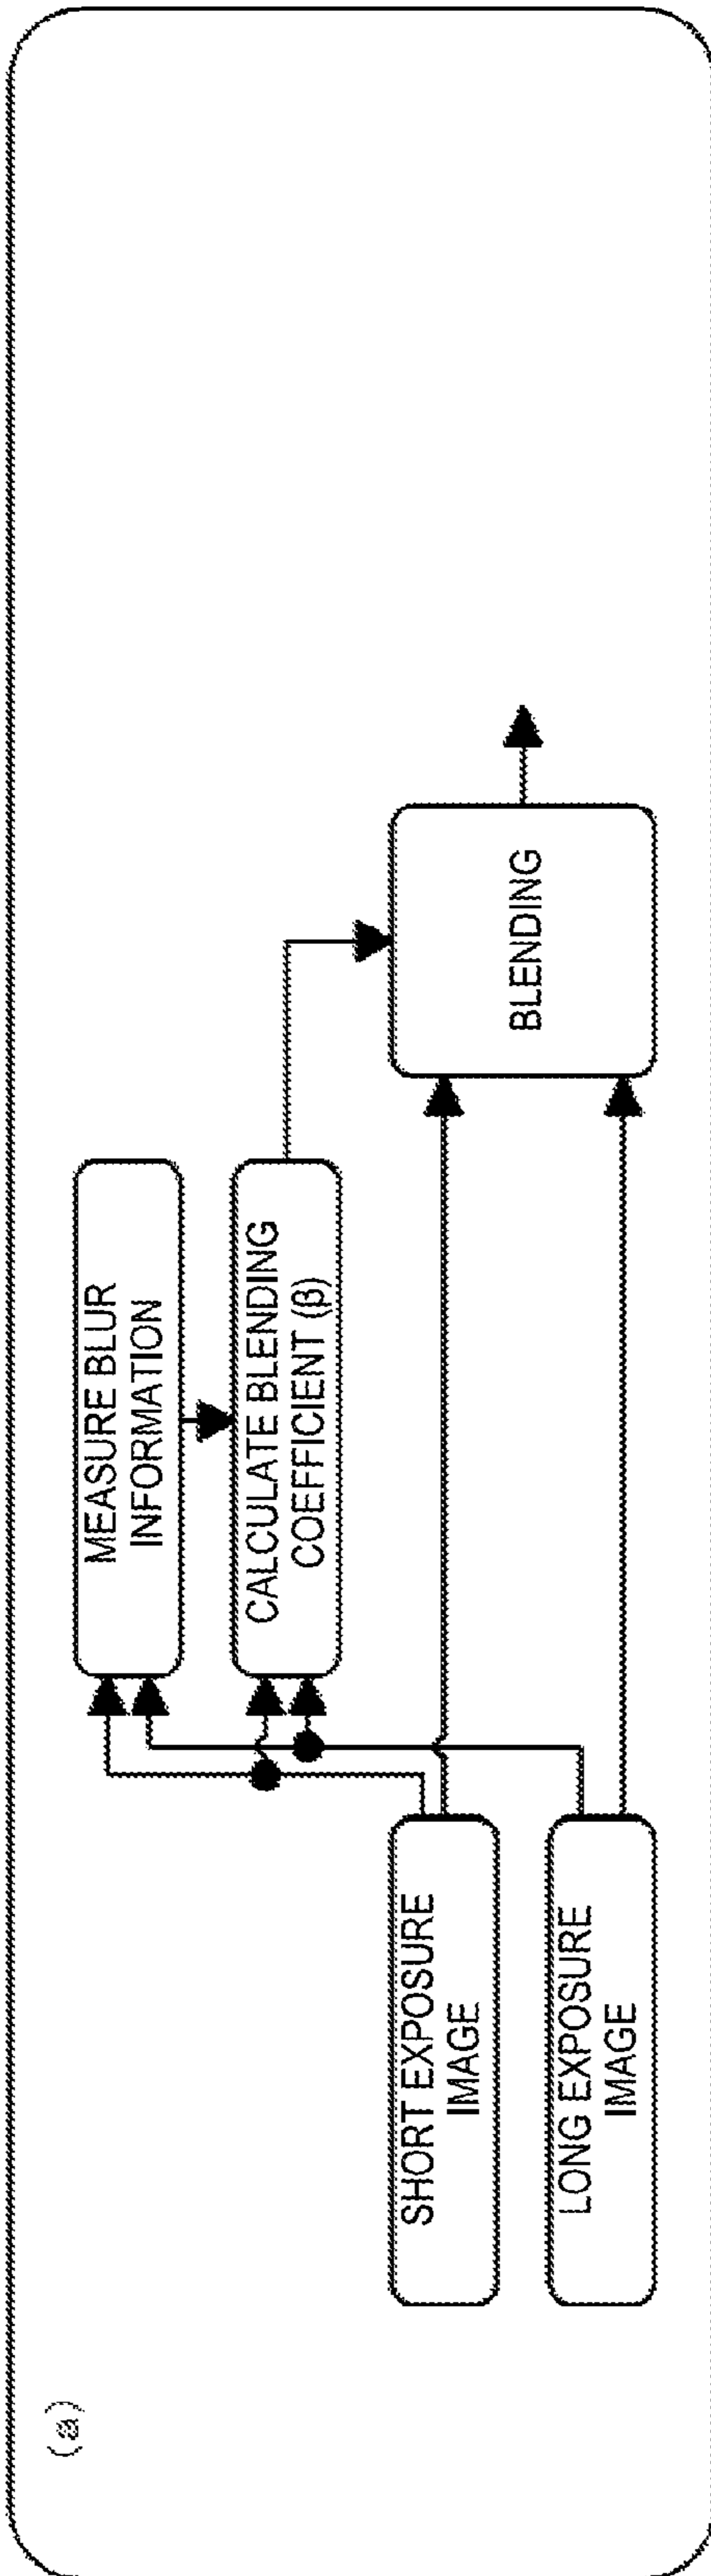 (a)
MEASURE BLUR
INFORMATION
CALCULATE BLENDING
COEFFICIENT (β)
SHORT EXPOSURE
IMAGE
LONG EXPOSURE
IMAGE
BLENDING